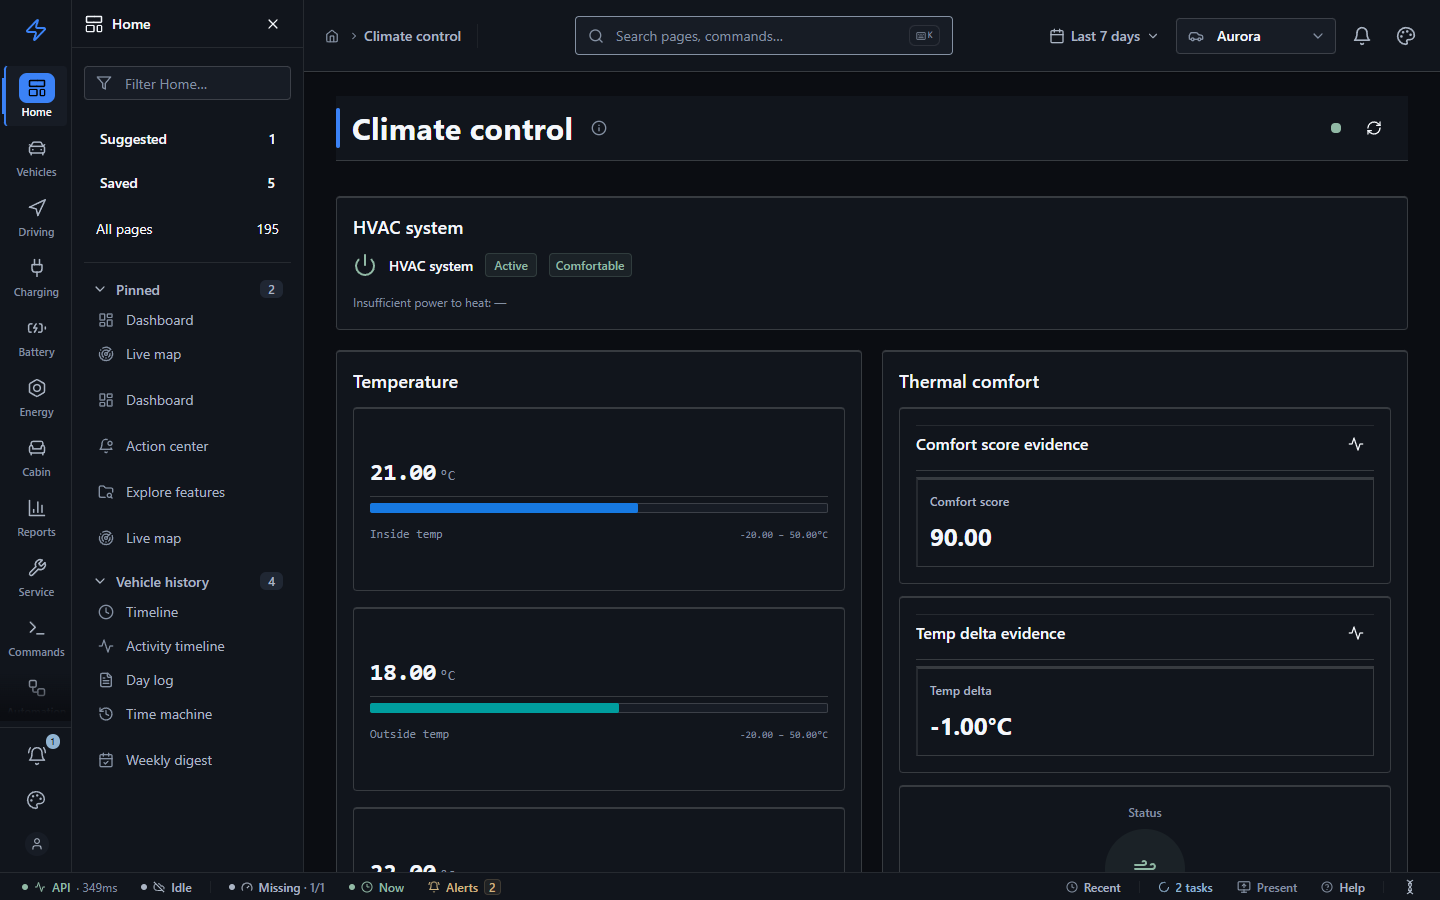 Home
Vehicles
Driving
Charging
Battery
Energy
Cabin
Reports
Service
Commands
1
Home
Filter Home...
Suggested 1
Saved 5
All pages 195
Pinned 2
Dashboard
Live map
Dashboard
Action center
Explore features
Live map
Vehicle history 4
Timeline
Activity timeline
Day log
Time machine
Weekly digest
Climate control
Search pages, commands...
K
Last 7 days
Aurora
Climate control
HVAC system
HVAC system Active Comfortable
Insufficient power to heat: —
Temperature
21.00 °C
Inside temp -20.00 – 50.00°C
18.00 °C
Outside temp -20.00 – 50.00°C
Thermal comfort
Comfort score evidence
Comfort score
90.00
Temp delta evidence
Temp delta
-1.00°C
Status
API · 349ms
Idle
Missing · 1/1
Now
Alerts 2
Recent
2 tasks
Present
Help